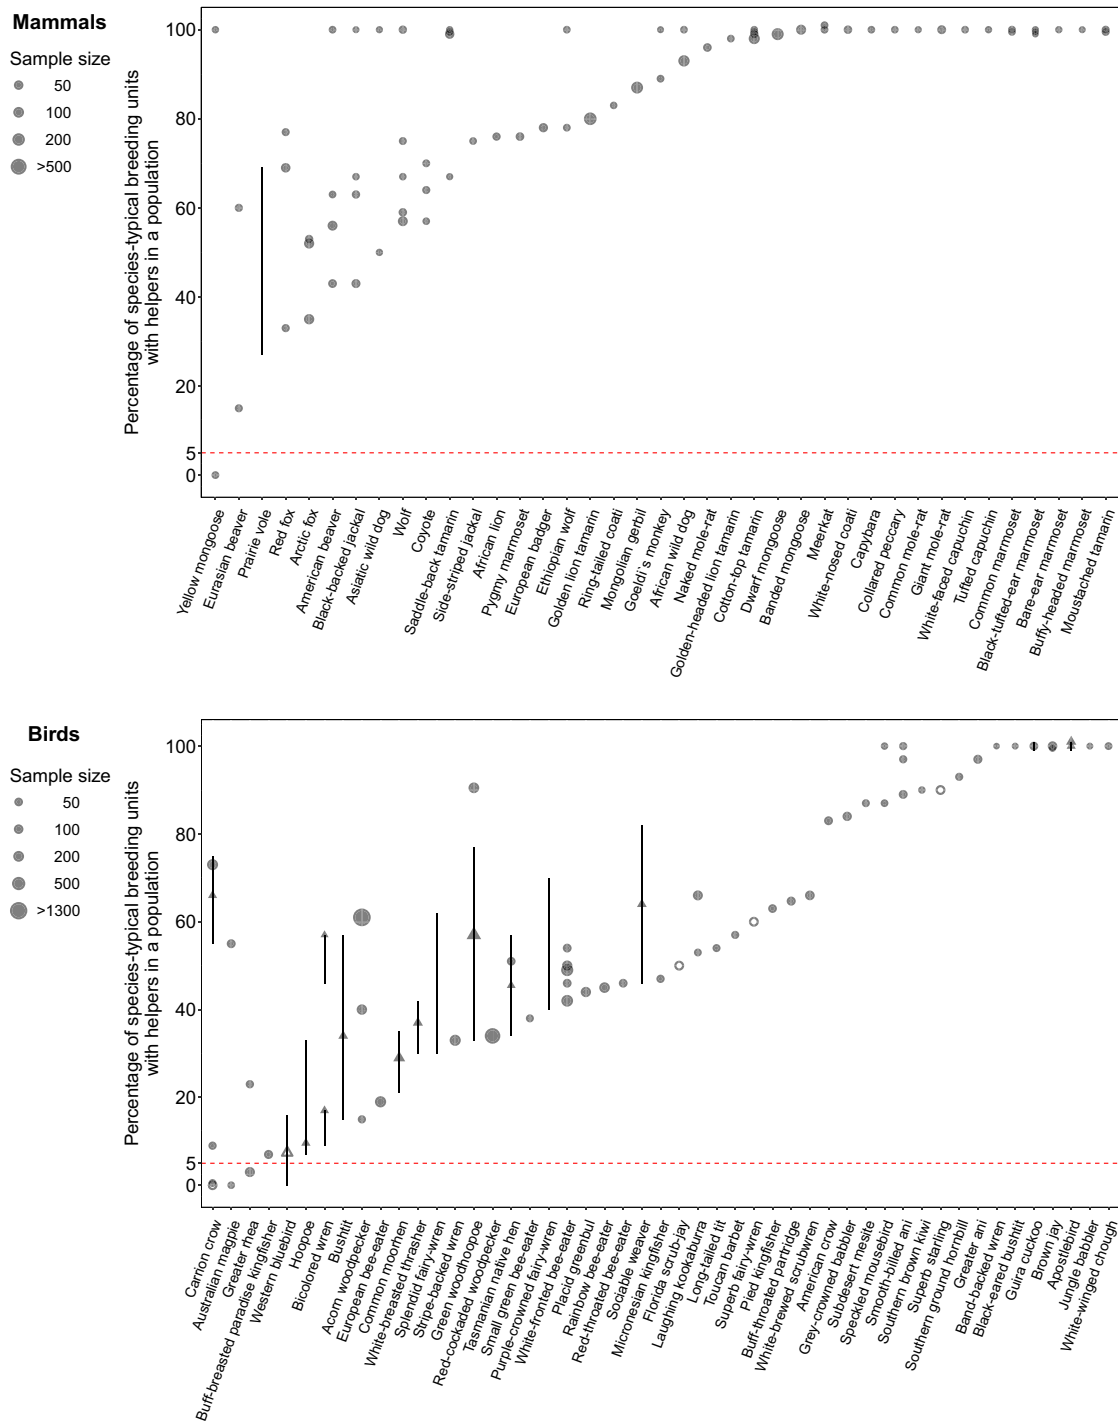 Mammals
Sample size
50
100
200
>500
Percentage of species-typical breeding units
with helpers in a population
100
80
60
40
20
5
0
Yellow mongoose
Eurasian beaver
Prairie vole
Red fox
Arctic fox
American beaver
Black-backed jackal
Asiatic wild dog
Wolf
Coyote
Saddle-back tamarin
Side-striped jackal
African lion
Pygmy marmoset
European badger
Ethiopian wolf
Golden lion tamarin
Ring-tailed coati
Mongolian gerbil
Goeldi`s monkey
African wild dog
Naked mole-rat
Golden-headed lion tamarin
Cotton-top tamarin
Dwarf mongoose
Banded mongoose
Meerkat
White-nosed coati
Capybara
Collared peccary
Common mole-rat
Giant mole-rat
White-faced capuchin
Tufted capuchin
Common marmoset
Black-tufted-ear marmoset
Bare-ear marmoset
Buffy-headed marmoset
Moustached tamarin
Birds
Sample size
50
100
200
500
>1300
Percentage of species-typical breeding units
with helpers in a population
100
80
60
40
20
5
0
Carrion crow
Australian magpie
Greater rhea
Buff-breasted paradise kingfisher
Western bluebird
Hoopoe
Bicolored wren
Bushtit
Acorn woodpecker
European bee-eater
Common moorhen
White-breasted thrasher
Splendid fairy-wren
Stripe-backed wren
Green woodhoopoe
Red-cockaded woodpecker
Tasmanian native hen
Small green bee-eater
Purple-crowned fairy-wren
White-fronted bee-eater
Placid greenbul
Rainbow bee-eater
Red-throated bee-eater
Sociable weaver
Micronesian kingfisher
Florida scrub-jay
Laughing kookaburra
Long-tailed tit
Toucan barbet
Superb fairy-wren
Pied kingfisher
Buff-throated partridge
White-browed scrubwren
American crow
Grey-crowned babbler
Subdesert mesite
Speckled mousebird
Smooth-billed ani
Southern brown kiwi
Superb starling
Southern ground hornbill
Greater ani
Band-backed wren
Black-eared bushtit
Guira cuckoo
Brown jay
Apostlebird
Jungle babbler
White-winged chough